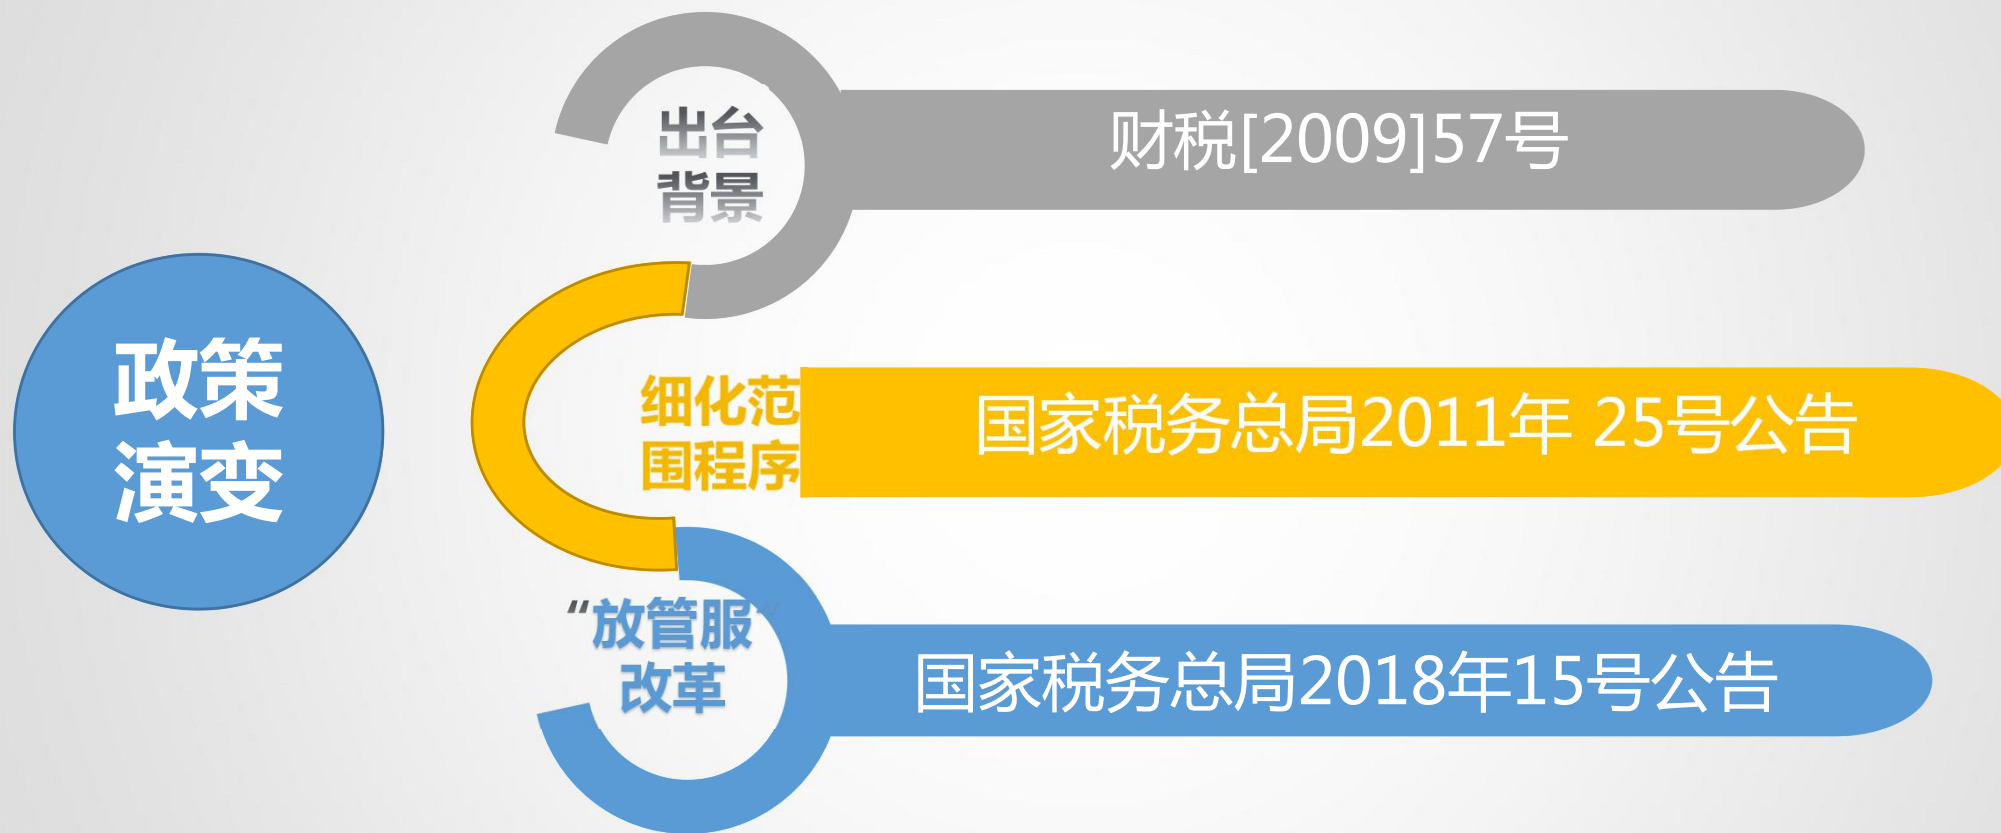 政策
演变
出台
背景
财税[2009]57号
细化范
围程序
国家税务总局2011年 25号公告
“放管服”
改革
国家税务总局2018年15号公告